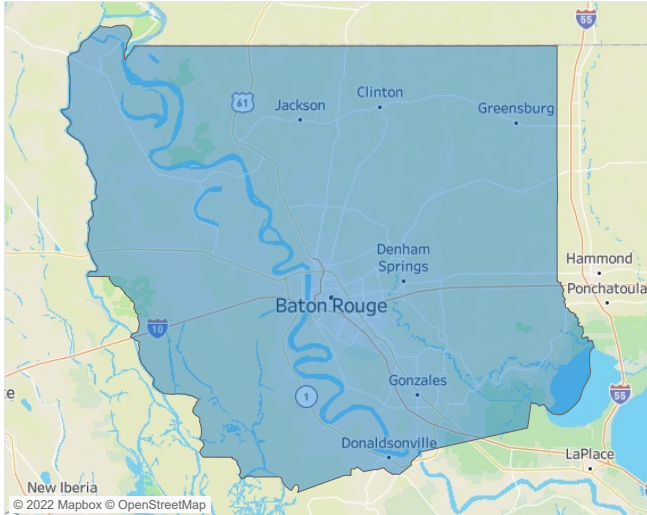 55
61
Jackson
Clinton
Greensburg
Denham
Springs
Hammond
Ponchatoula
Baton Rouge
10
Gonzales
1
55
e
Donaldsonville
LaPlace
New Iberia
© 2022 Mapbox © OpenStreetMap